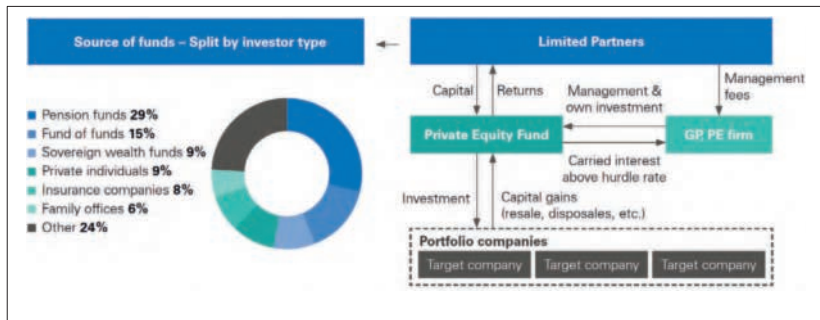 Source of funds – Split by investor type
Pension funds 29%
Fund of funds 15%
Sovereign wealth funds 9%
Private individuals 9%
Insurance companies 8%
Family offices 6%
Other 24%
Limited Partners
Capital
Returns
Management &
own investment
Management
fees
Private Equity Fund
GP, PE firm
Carried interest
above hurdle rate
Investment
Capital gains
(resale, disposales, etc.)
Portfolio companies
Target company
Target company
Target company